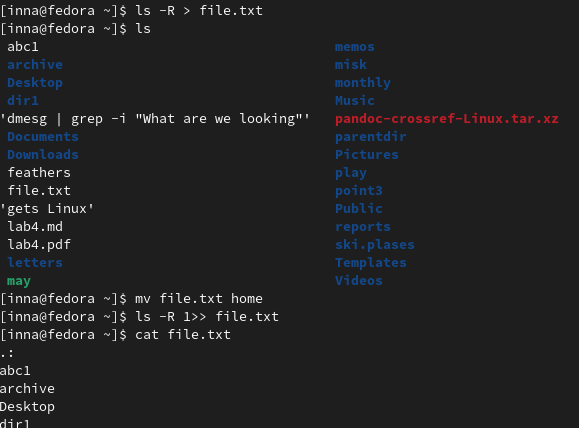 [inna@fedora ~]$ ls -R > file.txt
[inna@fedora ~]$ ls
abc1 memos
archive misk
Desktop monthly
dir1 Music
'dmesg | grep -i "What are we looking"' pandoc-crossref-Linux.tar.xz
Documents parentdir
Downloads Pictures
feathers play
file.txt point3
'gets Linux' Public
lab4.md reports
lab4.pdf ski.plases
letters Templates
may Videos
[inna@fedora ~]$ mv file.txt home
[inna@fedora ~]$ ls -R 1>> file.txt
[inna@fedora ~]$ cat file.txt
.:
abc1
archive
Desktop
dir1